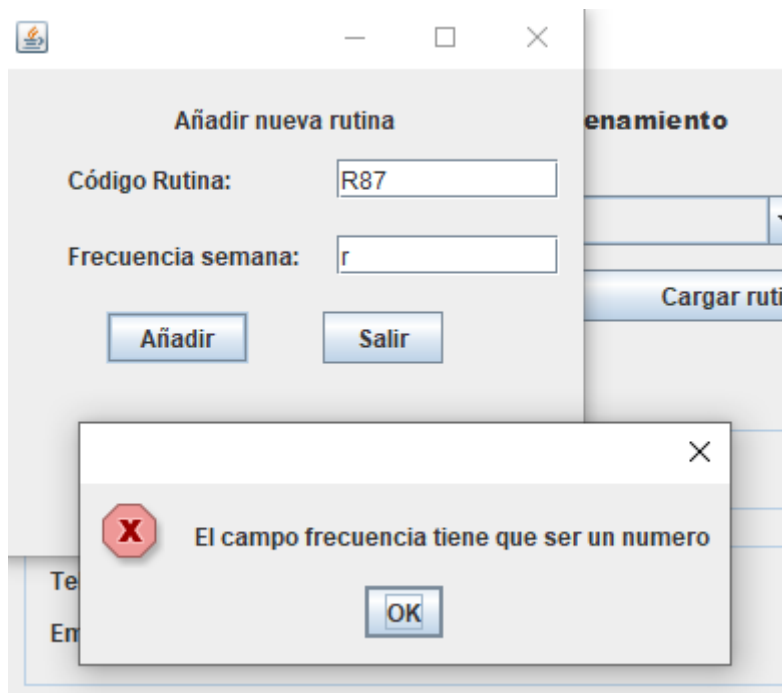 Añadir nueva rutina
enamiento
Código Rutina: R87
Frecuencia semana: r
Cargar ruti
Añadir Salir
El campo frecuencia tiene que ser un numero
Te
OK
Em